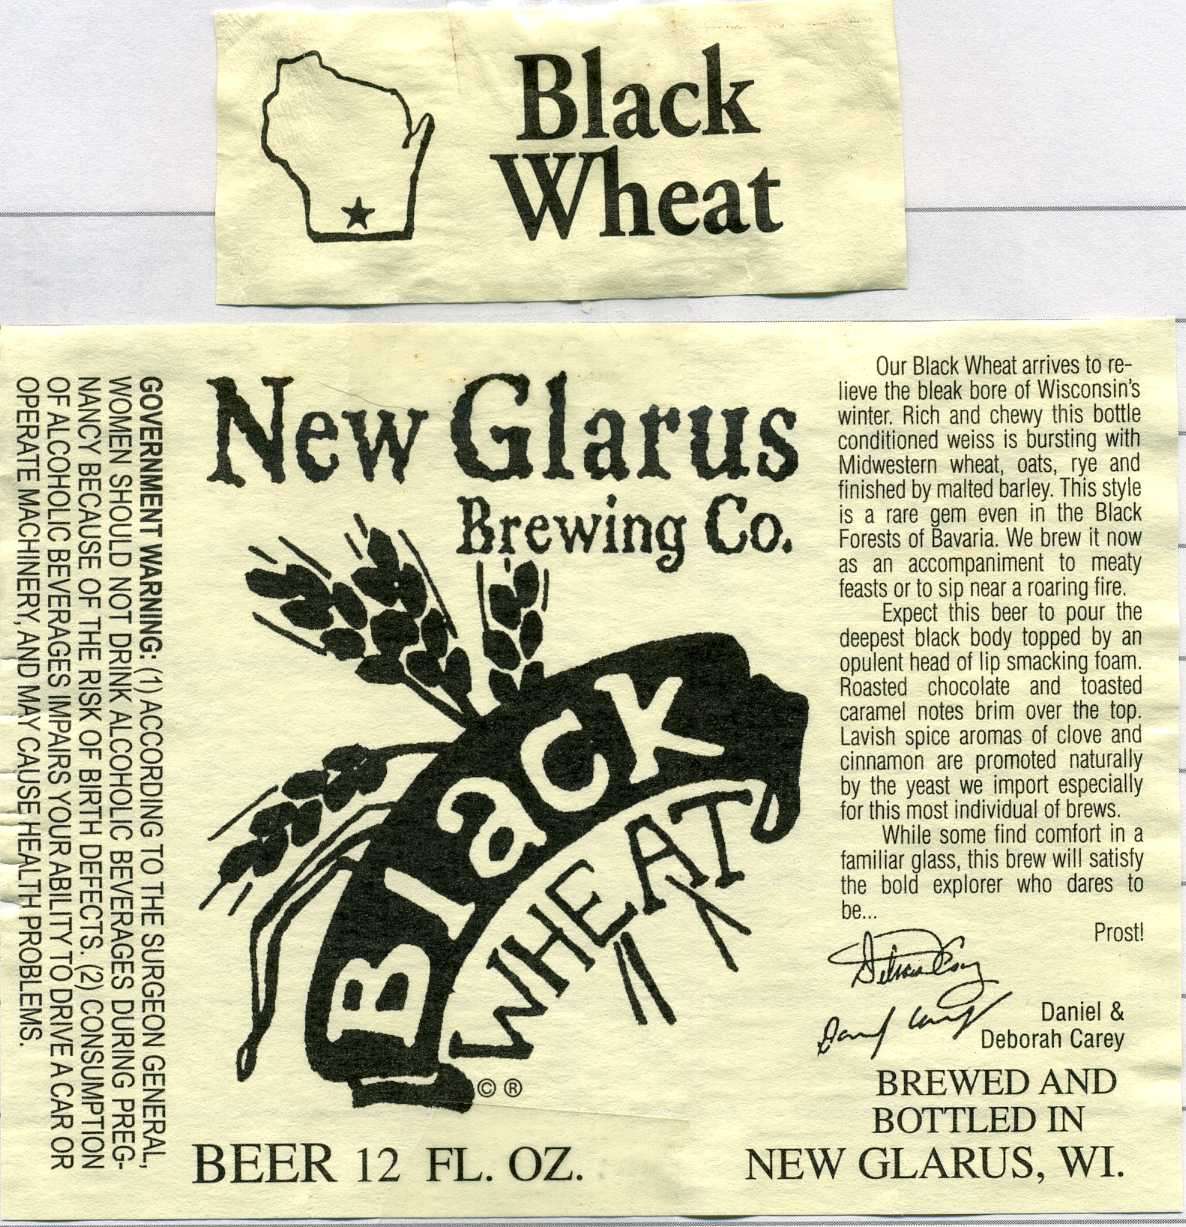 Black
Wheat
New Glarus
Brewing Co.
Black
WHEAT
© ®
BEER 12 FL. OZ.
GOVERNMENT WARNING: (1) ACCORDING TO THE SURGEON GENERAL,
WOMEN SHOULD NOT DRINK ALCOHOLIC BEVERAGES DURING PREG-
NANCY BECAUSE OF THE RISK OF BIRTH DEFECTS. (2) CONSUMPTION
OF ALCOHOLIC BEVERAGES IMPAIRS YOUR ABILITY TO DRIVE A CAR OR
OPERATE MACHINERY, AND MAY CAUSE HEALTH PROBLEMS.
Our Black Wheat arrives to re-
lieve the bleak bore of Wisconsin's
winter. Rich and chewy this bottle
conditioned weiss is bursting with
Midwestern wheat, oats, rye and
finished by malted barley. This style
is a rare gem even in the Black
Forests of Bavaria. We brew it now
as an accompaniment to meaty
feasts or to sip near a roaring fire.
Expect this beer to pour the
deepest black body topped by an
opulent head of lip smacking foam.
Roasted chocolate and toasted
caramel notes brim over the top.
Lavish spice aromas of clove and
cinnamon are promoted naturally
by the yeast we import especially
for this most individual of brews.
While some find comfort in a
familiar glass, this brew will satisfy
the bold explorer who dares to
be...
Prost!
Daniel &
Deborah Carey
BREWED AND
BOTTLED IN
NEW GLARUS, WI.